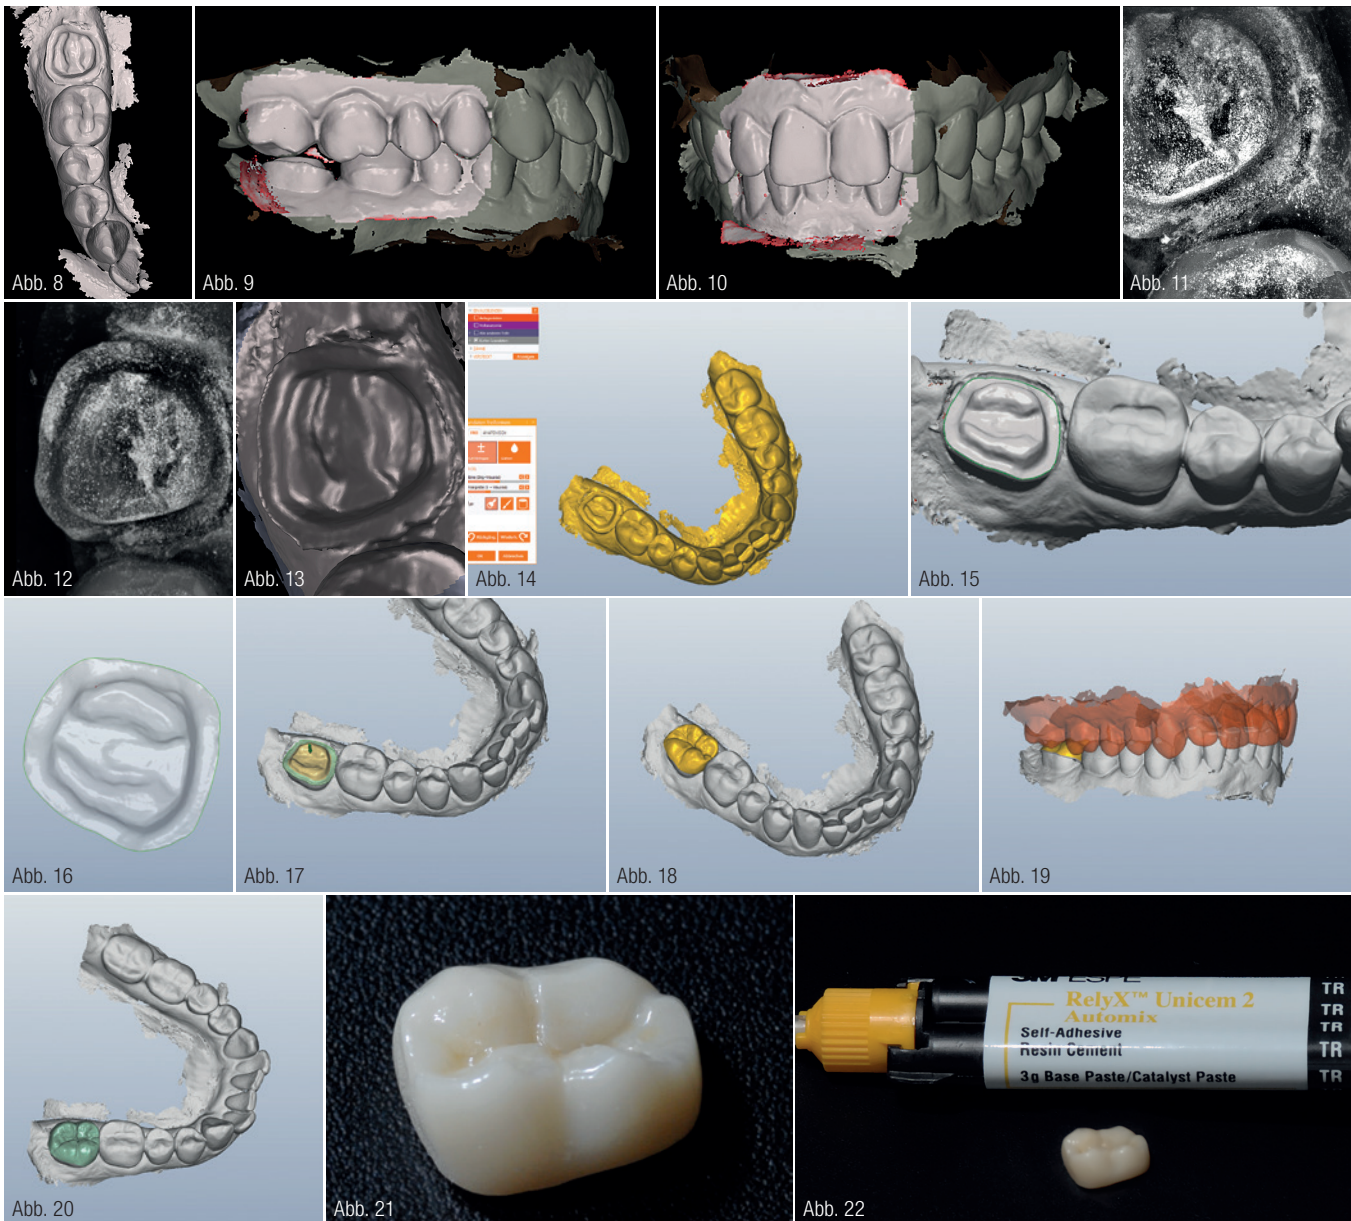 Abb. 8
Abb. 9
Abb. 10
Abb. 11
Abb. 12
Abb. 13
Abb. 14
Abb. 15
Abb. 16
Abb. 17
Abb. 18
Abb. 19
Abb. 20
Abb. 21
3M ESPE
RelyX™ Unicem 2
Automix
Self-Adhesive
Resin Cement
3g Base Paste/Catalyst Paste
TR
TR
TR
TR
TR
Abb. 22